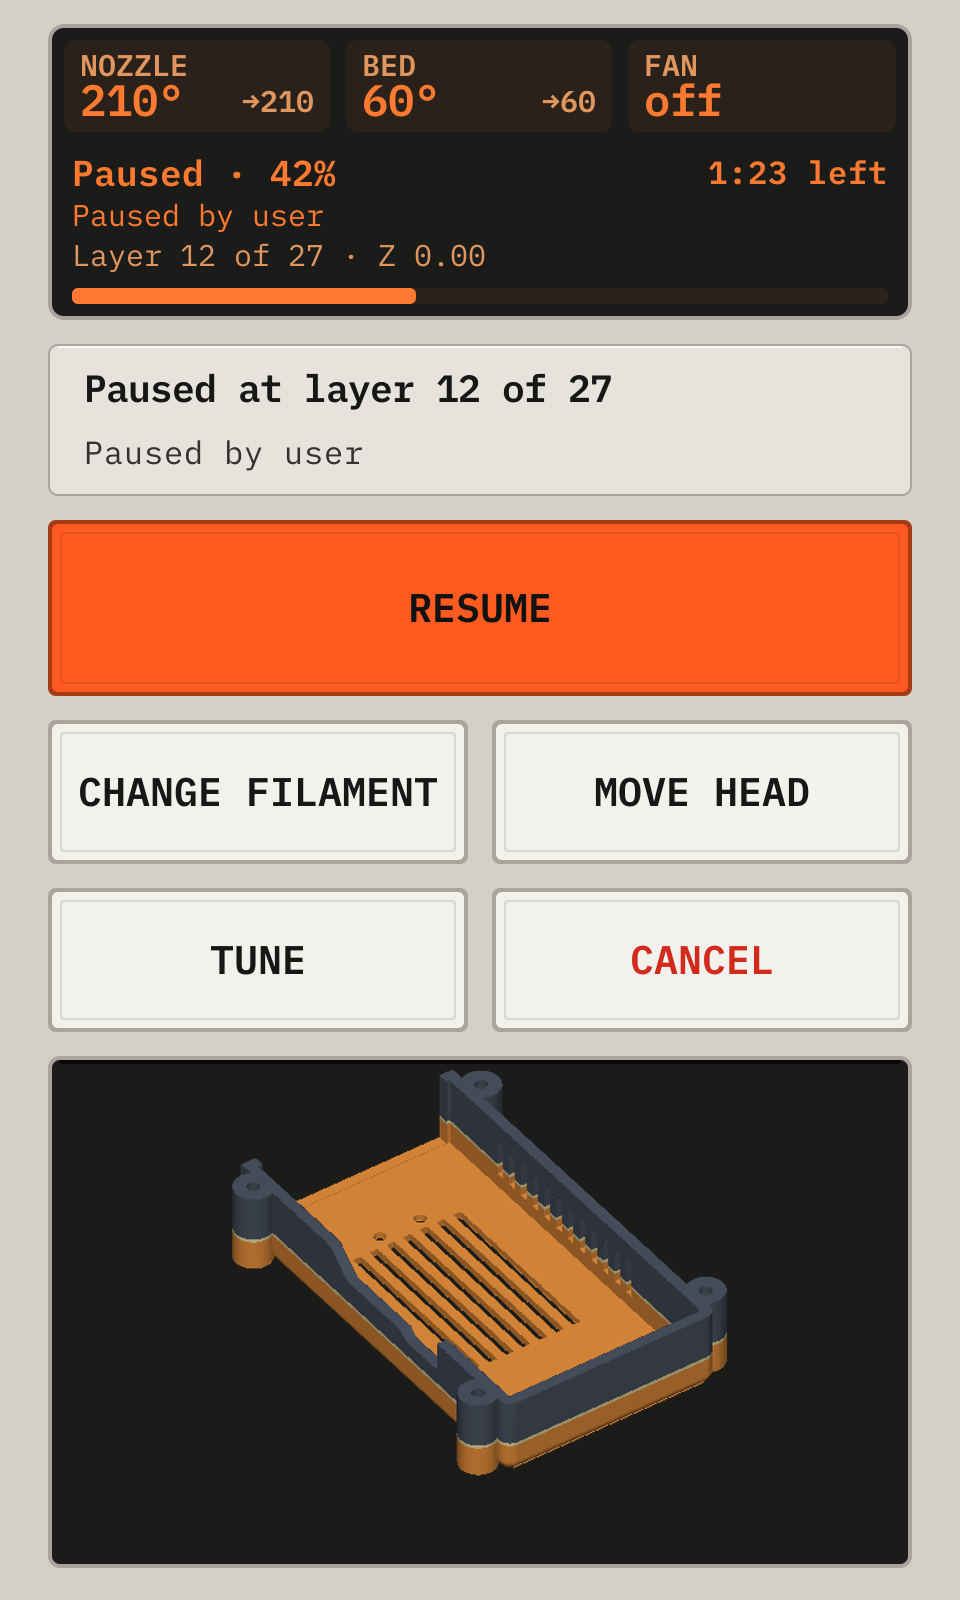 NOZZLE
210° →210
BED
60° →60
FAN
off
Paused · 42% 1:23 left
Paused by user
Layer 12 of 27 · Z 0.00
Paused at layer 12 of 27
Paused by user
RESUME
CHANGE FILAMENT
MOVE HEAD
TUNE
CANCEL